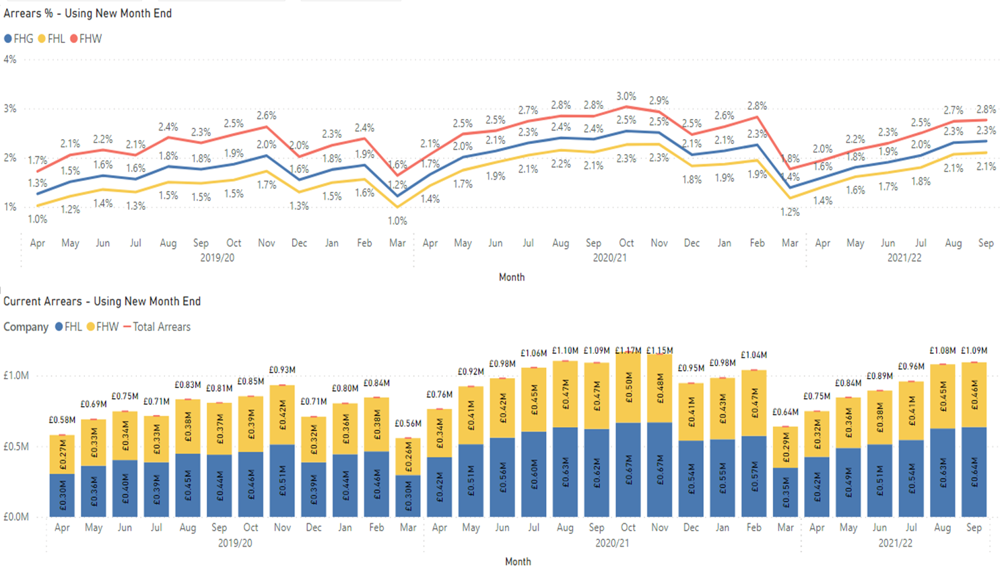 Arrears % - Using New Month End
FHG FHL FHW
4%
3%
2%
1%
1.7% 2.1% 2.2% 2.1% 2.4% 2.3% 2.5% 2.6% 2.0% 2.3% 2.4% 1.6% 2.1% 2.5% 2.5% 2.7% 2.8% 2.8% 3.0% 2.9% 2.5% 2.6% 2.8% 1.8% 2.0% 2.2% 2.3% 2.5% 2.7% 2.8%
1.3% 1.5% 1.6% 1.6% 1.8% 1.8% 1.9% 2.0% 1.6% 1.8% 1.9% 1.2% 1.7% 2.0% 2.1% 2.3% 2.4% 2.4% 2.5% 2.5% 2.1% 2.1% 2.3% 1.4% 1.6% 1.8% 1.9% 2.0% 2.3% 2.3%
1.0% 1.2% 1.4% 1.3% 1.5% 1.5% 1.5% 1.7% 1.3% 1.5% 1.6% 1.0% 1.4% 1.7% 1.9% 2.1% 2.2% 2.1% 2.3% 2.3% 1.8% 1.9% 1.9% 1.2% 1.4% 1.6% 1.7% 1.8% 2.1% 2.1%
Apr May Jun Jul Aug Sep Oct Nov Dec Jan Feb Mar Apr May Jun Jul Aug Sep Oct Nov Dec Jan Feb Mar Apr May Jun Jul Aug Sep
2019/20 2020/21 2021/22
Month
Current Arrears - Using New Month End
Company FHL FHW Total Arrears
£1.0M
£0.5M
£0.0M
£0.58M £0.69M £0.75M £0.71M £0.83M £0.81M £0.85M £0.93M £0.71M £0.80M £0.84M £0.56M £0.76M £0.92M £0.98M £1.06M £1.10M £1.09M £1.17M £1.15M £0.95M £0.98M £1.04M £0.64M £0.75M £0.84M £0.89M £0.96M £1.08M £1.09M
£0.27M £0.33M £0.34M £0.33M £0.38M £0.37M £0.39M £0.42M £0.32M £0.36M £0.38M £0.26M £0.34M £0.41M £0.42M £0.45M £0.47M £0.47M £0.50M £0.48M £0.41M £0.43M £0.47M £0.29M £0.32M £0.36M £0.38M £0.41M £0.45M £0.46M
£0.30M £0.36M £0.40M £0.39M £0.45M £0.44M £0.46M £0.51M £0.39M £0.44M £0.46M £0.30M £0.42M £0.51M £0.56M £0.60M £0.63M £0.62M £0.67M £0.67M £0.54M £0.55M £0.57M £0.35M £0.42M £0.49M £0.51M £0.54M £0.63M £0.64M
Apr May Jun Jul Aug Sep Oct Nov Dec Jan Feb Mar Apr May Jun Jul Aug Sep Oct Nov Dec Jan Feb Mar Apr May Jun Jul Aug Sep
2019/20 2020/21 2021/22
Month